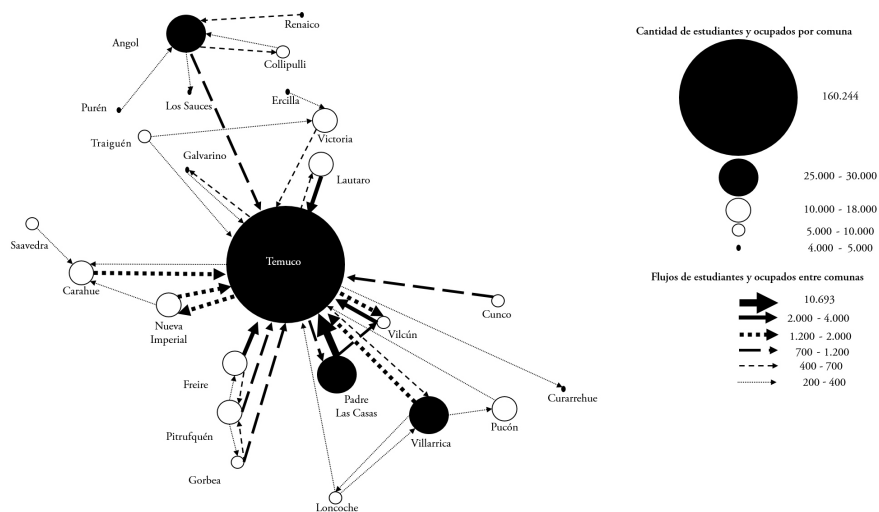 Renaico
Angol
Collipulli
Purén
Los Sauces
Ercilla
Traiguén
Victoria
Galvarino
Lautaro
Saavedra
Temuco
Carahue
Nueva
Imperial
Cunco
Vilcún
Freire
Padre
Las Casas
Curarrehue
Pitrufquén
Villarrica
Pucón
Gorbea
Loncoche
Cantidad de estudiantes y ocupados por comuna
160.244
25.000 - 30.000
10.000 - 18.000
5.000 - 10.000
4.000 - 5.000
Flujos de estudiantes y ocupados entre comunas
10.693
2.000 - 4.000
1.200 - 2.000
700 - 1.200
400 - 700
200 - 400